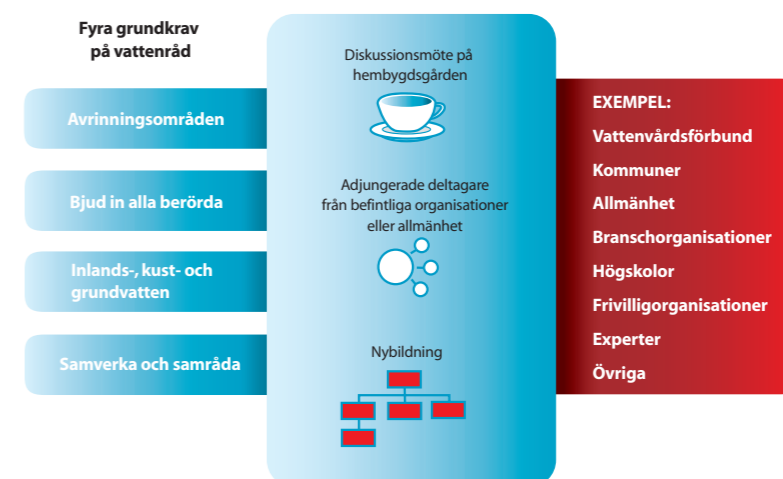 Fyra grundkrav
på vattenråd
Avrinningsområden
Bjud in alla berörda
Inlands-, kust- och
grundvatten
Samverka och samråda
Diskussionsmöte på
hembygdsgården
Adjungerade deltagare
från befintliga organisationer
eller allmänhet
Nybildning
EXEMPEL:
Vattenvårdsförbund
Kommuner
Allmänhet
Branschorganisationer
Högskolor
Frivilligorganisationer
Experter
Övriga